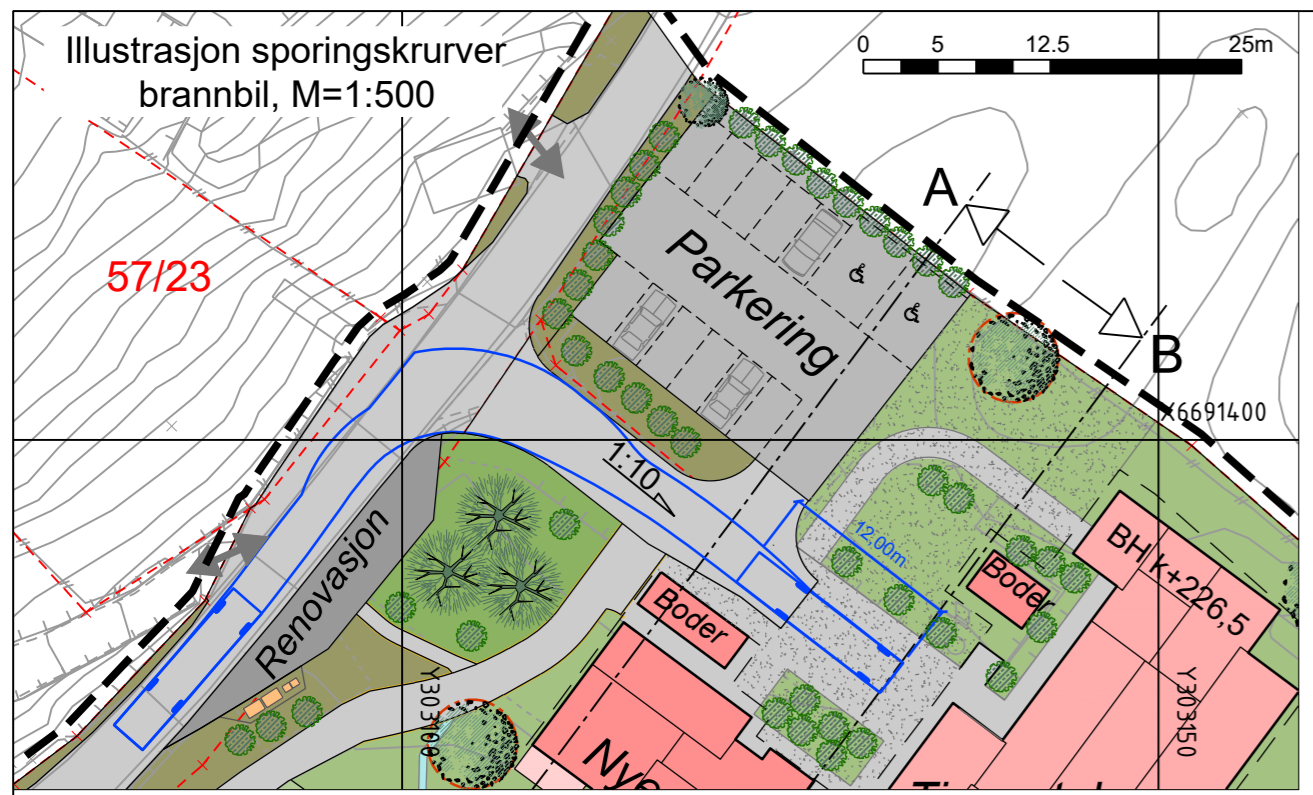 Illustrasjon sporingskrurver
brannbil, M=1:500
0 5 12.5 25m
A
57/23
Parkering
B
X6691400
1:10
12,00m
Renovasjon
BH k+226,5
Boder
Boder
Y303100
Y303150
Nye